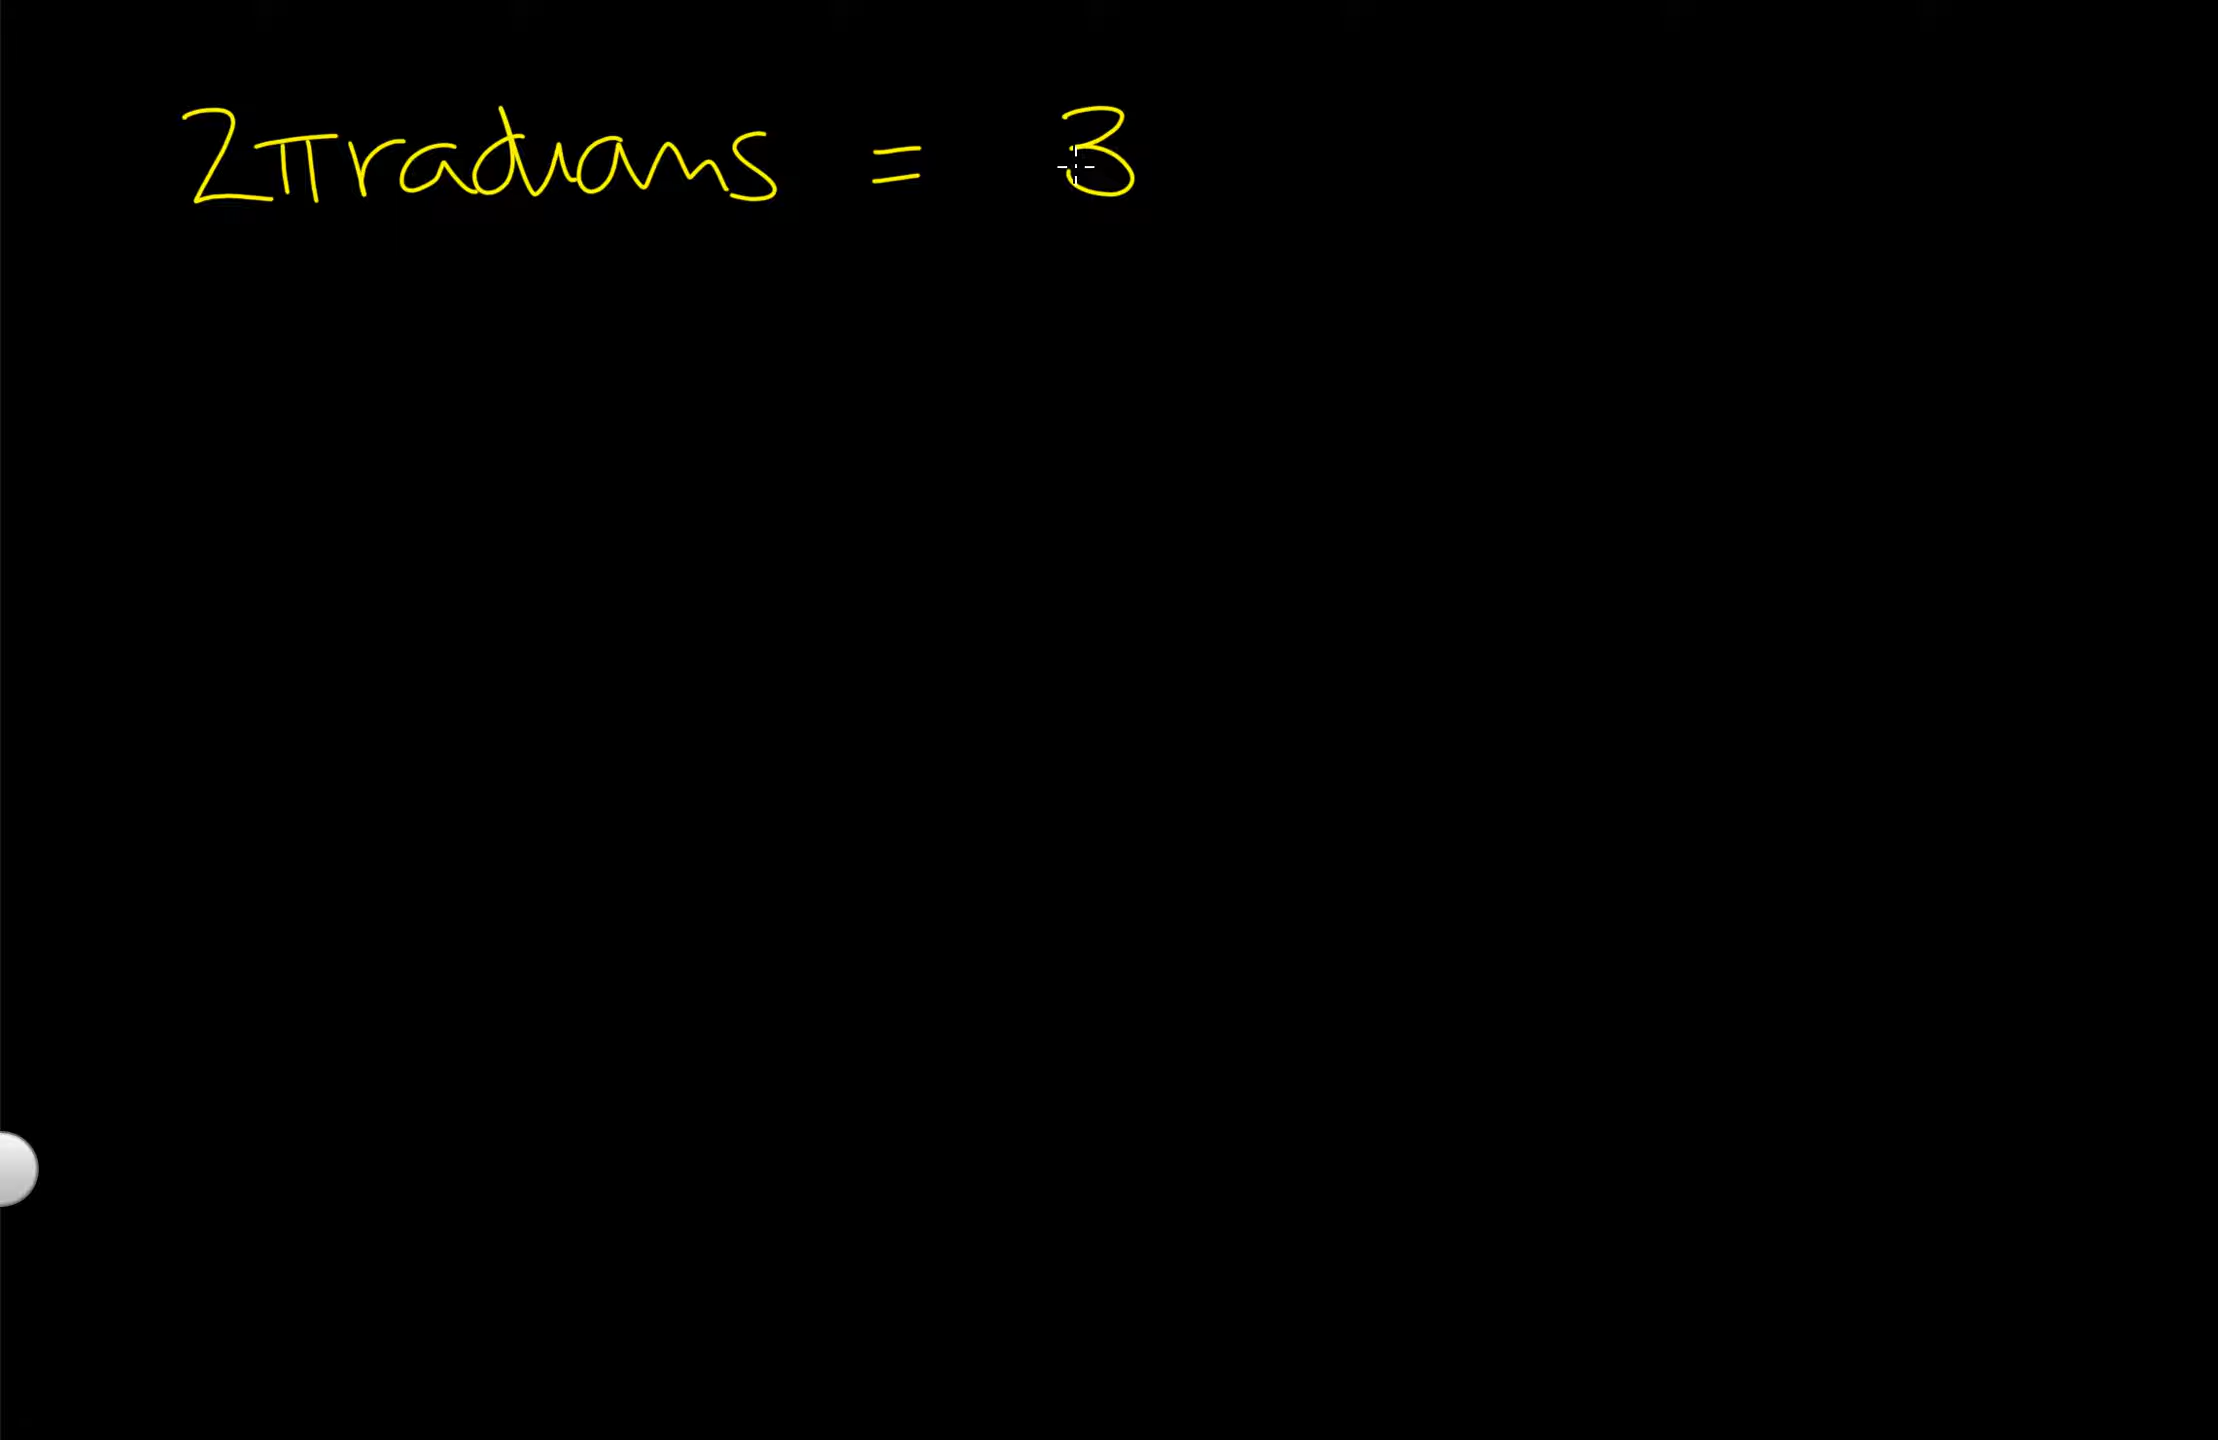 2πradians = 3